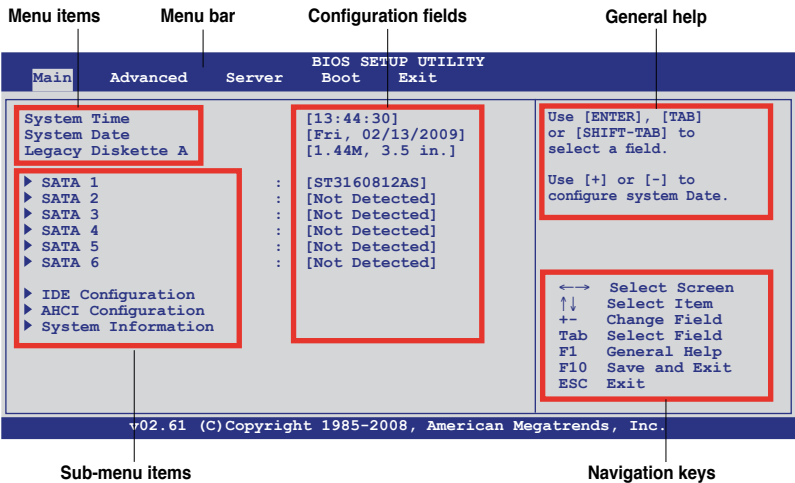 Menu items Menu bar Configuration fields General help
BIOS SETUP UTILITY
Main Advanced Server Boot Exit
System Time [13:44:30]
System Date [Fri, 02/13/2009]
Legacy Diskette A [1.44M, 3.5 in.]
SATA 1 : [ST3160812AS]
SATA 2 : [Not Detected]
SATA 3 : [Not Detected]
SATA 4 : [Not Detected]
SATA 5 : [Not Detected]
SATA 6 : [Not Detected]
IDE Configuration
AHCI Configuration
System Information
Use [ENTER], [TAB]
or [SHIFT-TAB] to
select a field.
Use [+] or [-] to
configure system Date.
←→ Select Screen
↑↓ Select Item
+- Change Field
Tab Select Field
F1 General Help
F10 Save and Exit
ESC Exit
v02.61 (C)Copyright 1985-2008, American Megatrends, Inc.
Sub-menu items Navigation keys